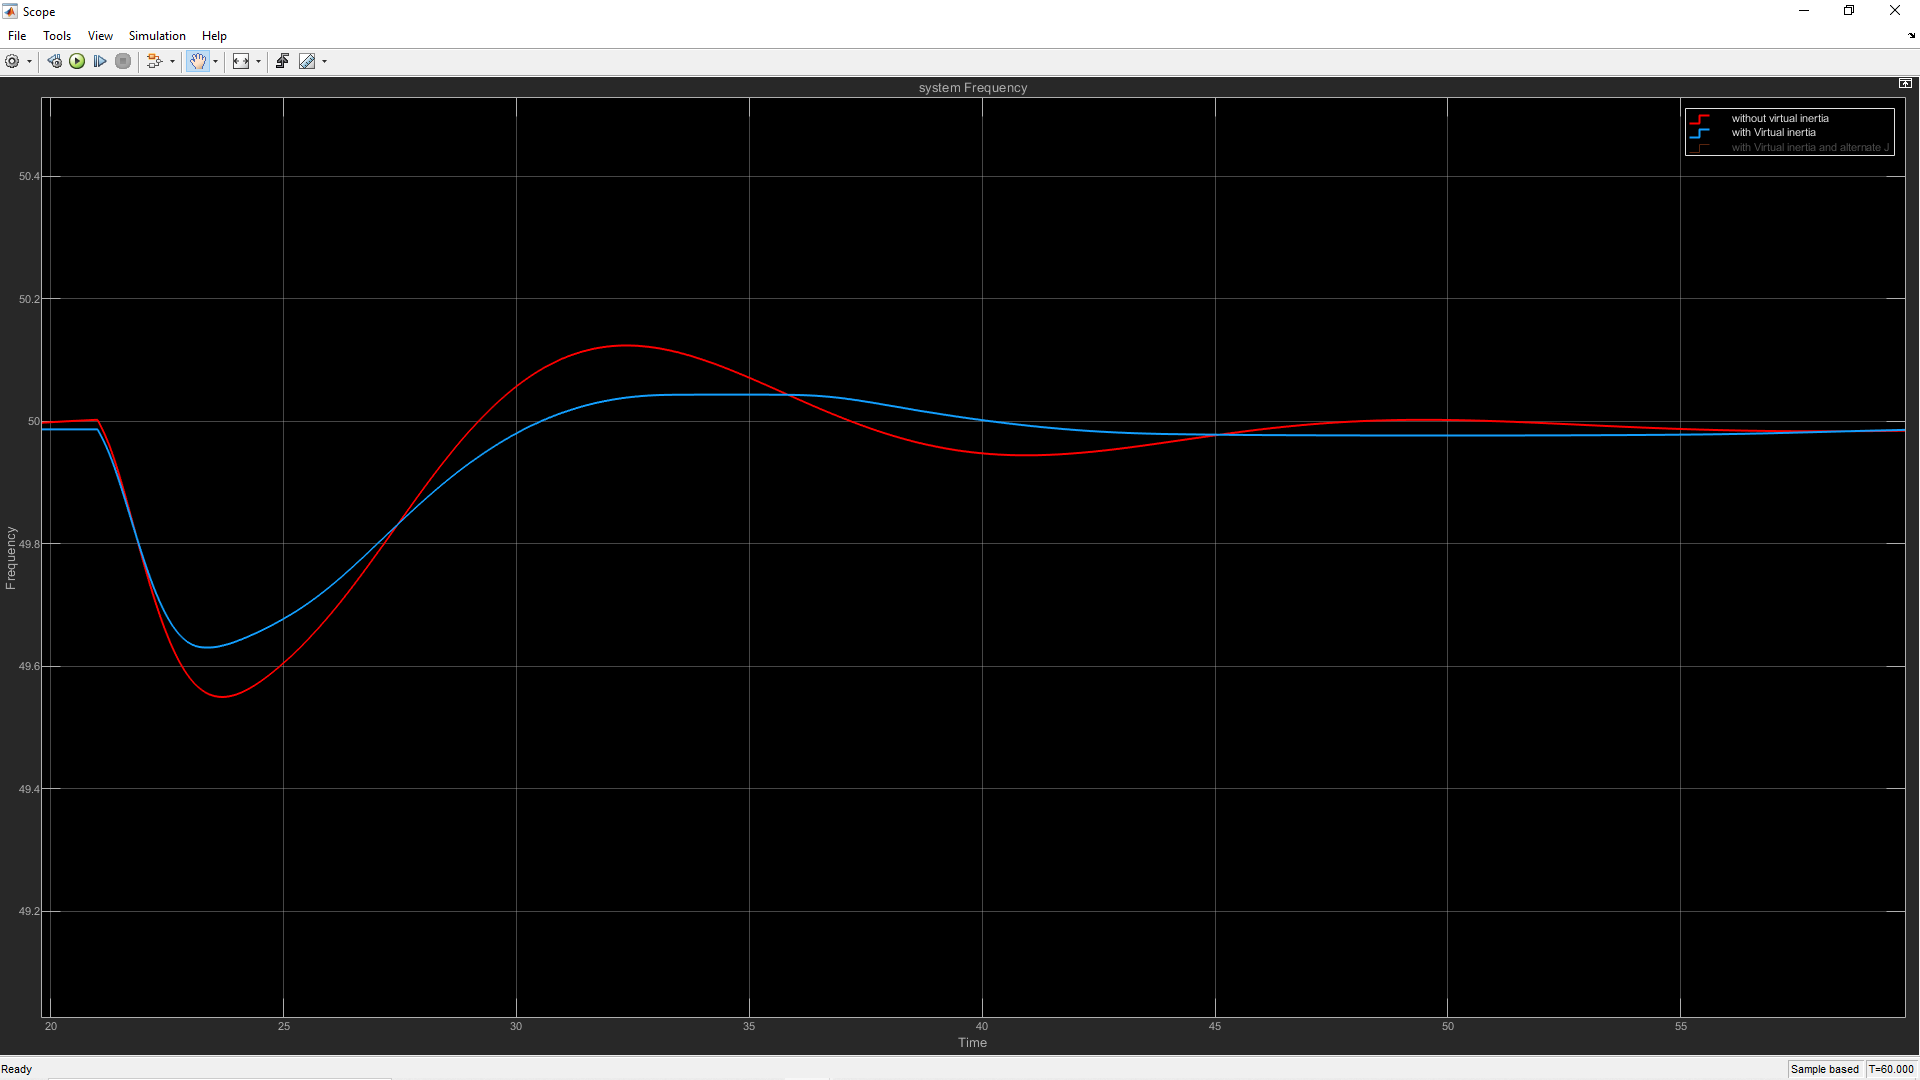 Scope
File Tools View Simulation Help
system Frequency
without virtual inertia
with Virtual inertia
with Virtual inertia and alternate J
50.4
50.2
50
49.8
49.6
49.4
49.2
Frequency
20 25 30 35 40 45 50 55
Time
Ready Sample based T=60.000